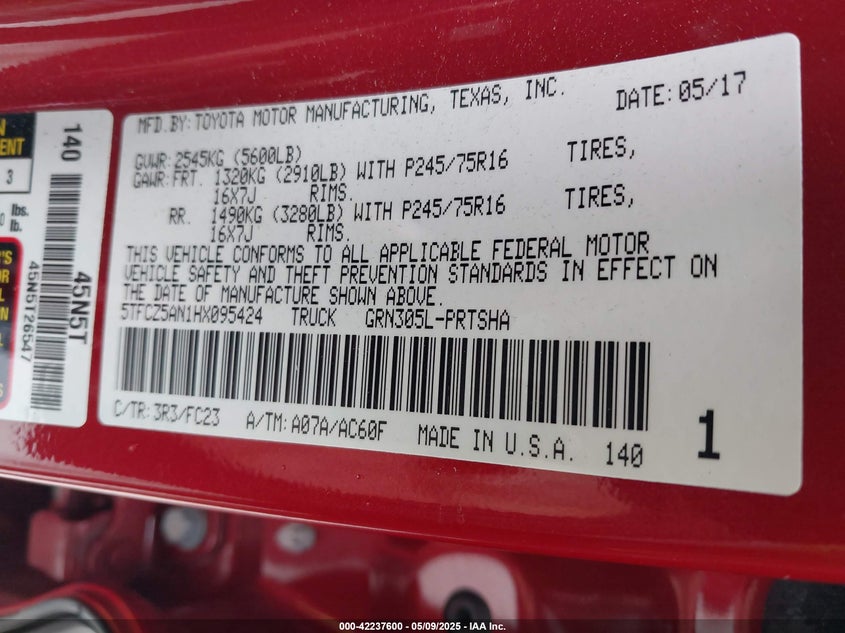 MFD.BY: TOYOTA MOTOR MANUFACTURING, TEXAS, INC. DATE: 05/17
GVWR: 2545KG (5600LB)
GAWR: FRT. 1320KG (2910LB) WITH P245/75R16 TIRES,
16X7J RIMS.
RR. 1490KG (3280LB) WITH P245/75R16 TIRES,
16X7J RIMS.
THIS VEHICLE CONFORMS TO ALL APPLICABLE FEDERAL MOTOR
VEHICLE SAFETY AND THEFT PREVENTION STANDARDS IN EFFECT ON
THE DATE OF MANUFACTURE SHOWN ABOVE.
5TFCZ5AN1HX095424 TRUCK GRN305L-PRTSHA
C/TR: 3R3/FC23 A/TM: A07A/AC60F MADE IN U.S.A. 140
1
140
45N5T
45N5T26547
3
lbs.
lb.
000-42237600 — 05/09/2025 — IAA Inc.